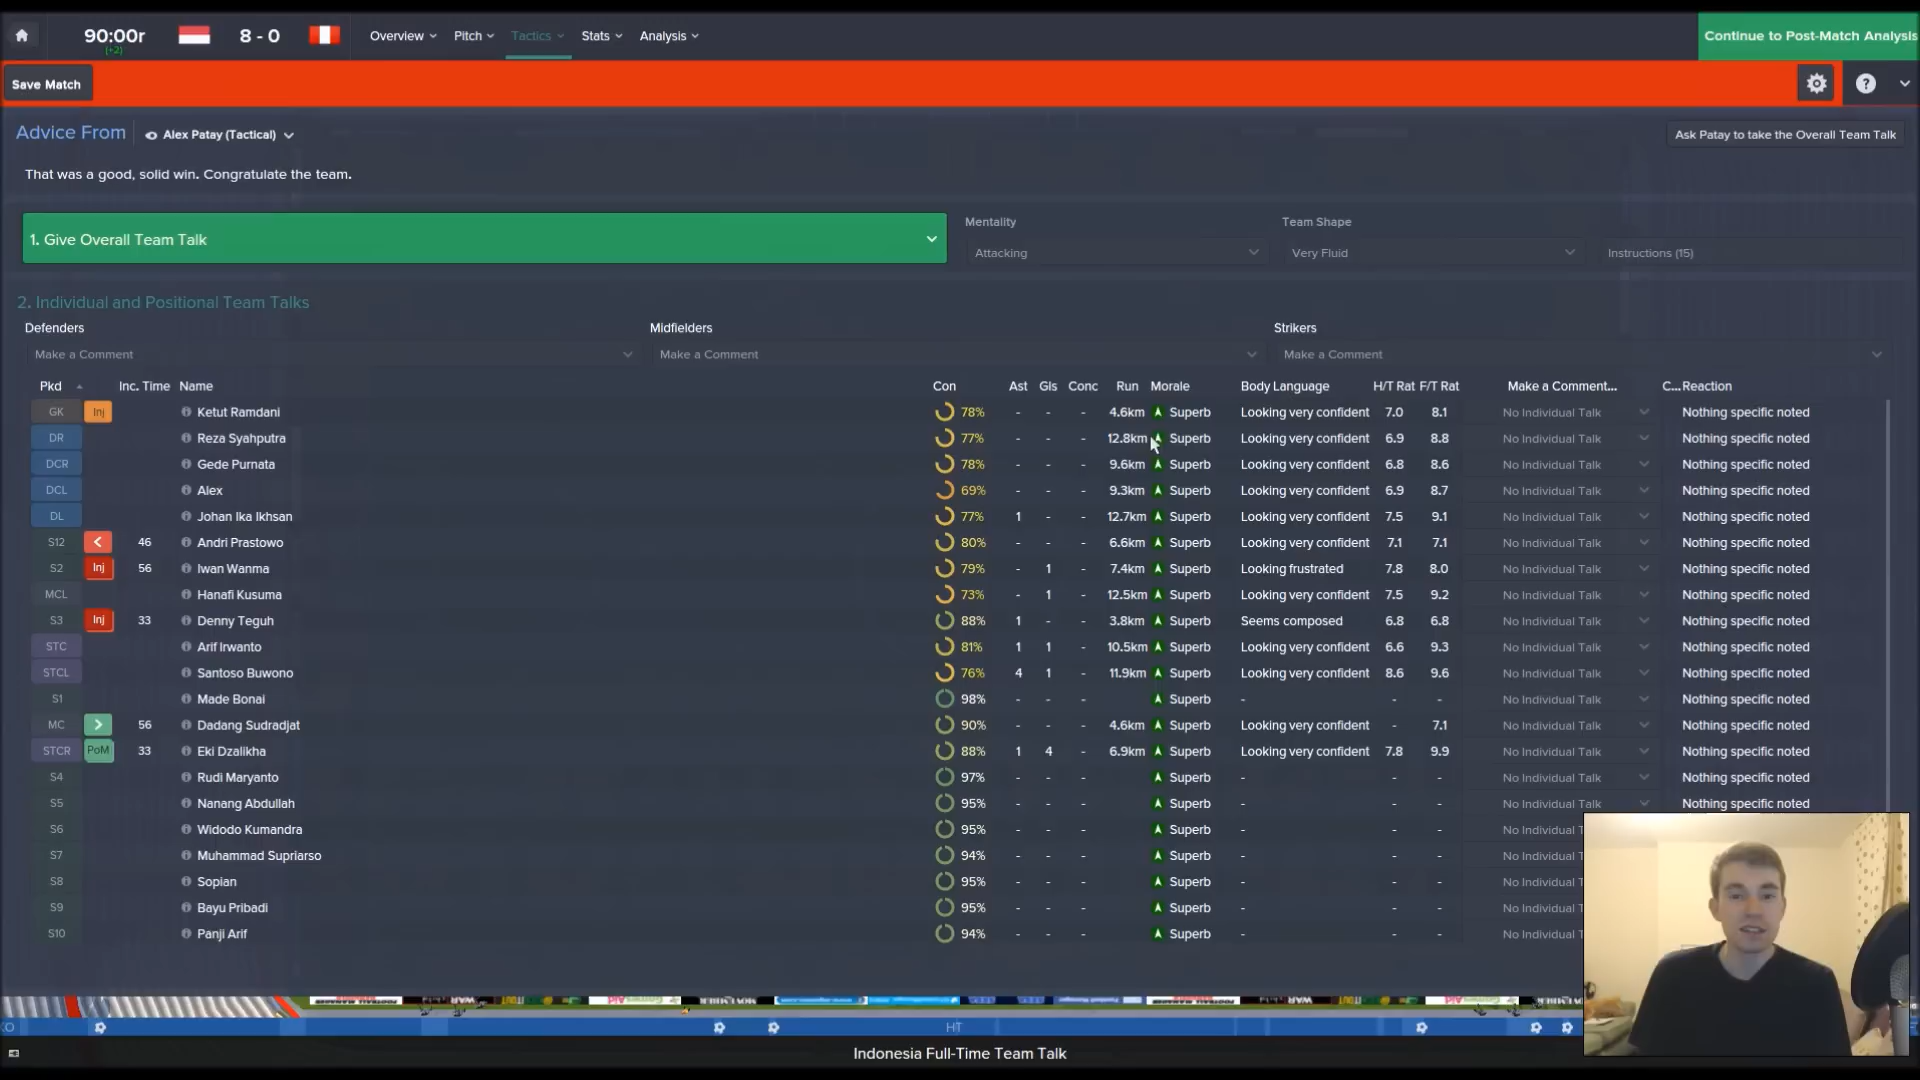 90:00r 8 - 0 Overview Pitch Tactics Stats Analysis Continue to Post-Match Analysis
(+2)
Save Match ?
Advice From Alex Patay (Tactical) Ask Patay to take the Overall Team Talk
That was a good, solid win. Congratulate the team.
Mentality Team Shape
1. Give Overall Team Talk Attacking Very Fluid Instructions (15)
2. Individual and Positional Team Talks
Defenders Midfielders Strikers
Make a Comment Make a Comment Make a Comment
Pkd Inc. Time Name Con Ast Gls Conc Run Morale Body Language H/T Rat F/T Rat Make a Comment... C... Reaction
GK Inj Ketut Ramdani 78% - - - 4.6km Superb Looking very confident 7.0 8.1 No Individual Talk Nothing specific noted
DR Reza Syahputra 77% - - - 12.8km Superb Looking very confident 6.9 8.8 No Individual Talk Nothing specific noted
DCR Gede Purnata 78% - - - 9.6km Superb Looking very confident 6.8 8.6 No Individual Talk Nothing specific noted
DCL Alex 69% - - - 9.3km Superb Looking very confident 6.9 8.7 No Individual Talk Nothing specific noted
DL Johan Ika Ikhsan 77% 1 - - 12.7km Superb Looking very confident 7.5 9.1 No Individual Talk Nothing specific noted
S12 < 46 Andri Prastowo 80% - - - 6.6km Superb Looking very confident 7.1 7.1 No Individual Talk Nothing specific noted
S2 Inj 56 Iwan Wanma 79% - 1 - 7.4km Superb Looking frustrated 7.8 8.0 No Individual Talk Nothing specific noted
MCL Hanafi Kusuma 73% - 1 - 12.5km Superb Looking very confident 7.5 9.2 No Individual Talk Nothing specific noted
S3 Inj 33 Denny Teguh 88% 1 - - 3.8km Superb Seems composed 6.8 6.8 No Individual Talk Nothing specific noted
STC Arif Irwanto 81% 1 1 - 10.5km Superb Looking very confident 6.6 9.3 No Individual Talk Nothing specific noted
STCL Santoso Buwono 76% 4 1 - 11.9km Superb Looking very confident 8.6 9.6 No Individual Talk Nothing specific noted
S1 Made Bonai 98% - - - Superb - - - No Individual Talk Nothing specific noted
MC > 56 Dadang Sudradjat 90% - - - 4.6km Superb Looking very confident - 7.1 No Individual Talk Nothing specific noted
STCR PoM 33 Eki Dzalikha 88% 1 4 - 6.9km Superb Looking very confident 7.8 9.9 No Individual Talk Nothing specific noted
S4 Rudi Maryanto 97% - - - Superb - - - No Individual Talk Nothing specific noted
S5 Nanang Abdullah 95% - - - Superb - - - No Individual Talk Nothing specific noted
S6 Widodo Kumandra 95% - - - Superb - - - No Individual T
S7 Muhammad Supriarso 94% - - - Superb - - - No Individual T
S8 Sopian 95% - - - Superb - - - No Individual T
S9 Bayu Pribadi 95% - - - Superb - - - No Individual T
S10 Panji Arif 94% - - - Superb - - - No Individual T
KO HT
Indonesia Full-Time Team Talk